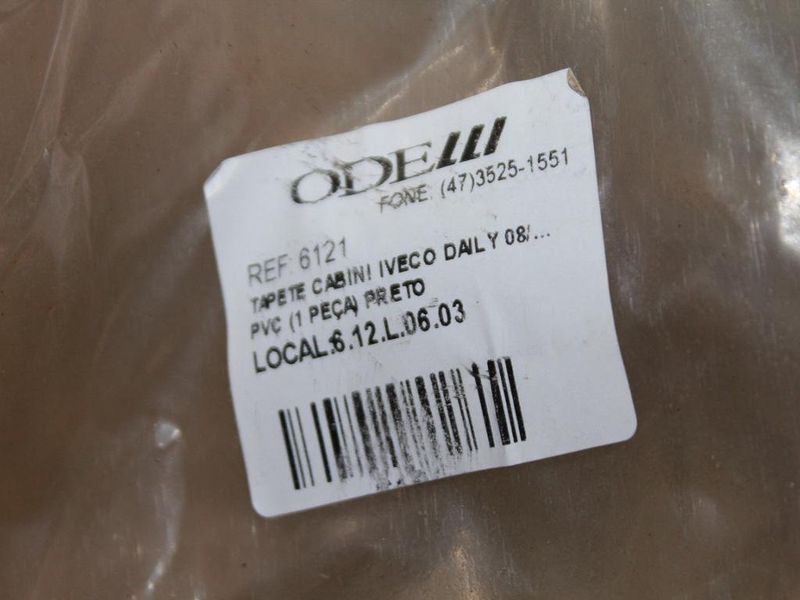 ODELLI
FONE: (47)3525-1551
REF: 6121
TAPETE CABINI IVECO DAILY 08/...
PVC (1 PEÇA) PRETO
LOCAL:6.12.L.06.03